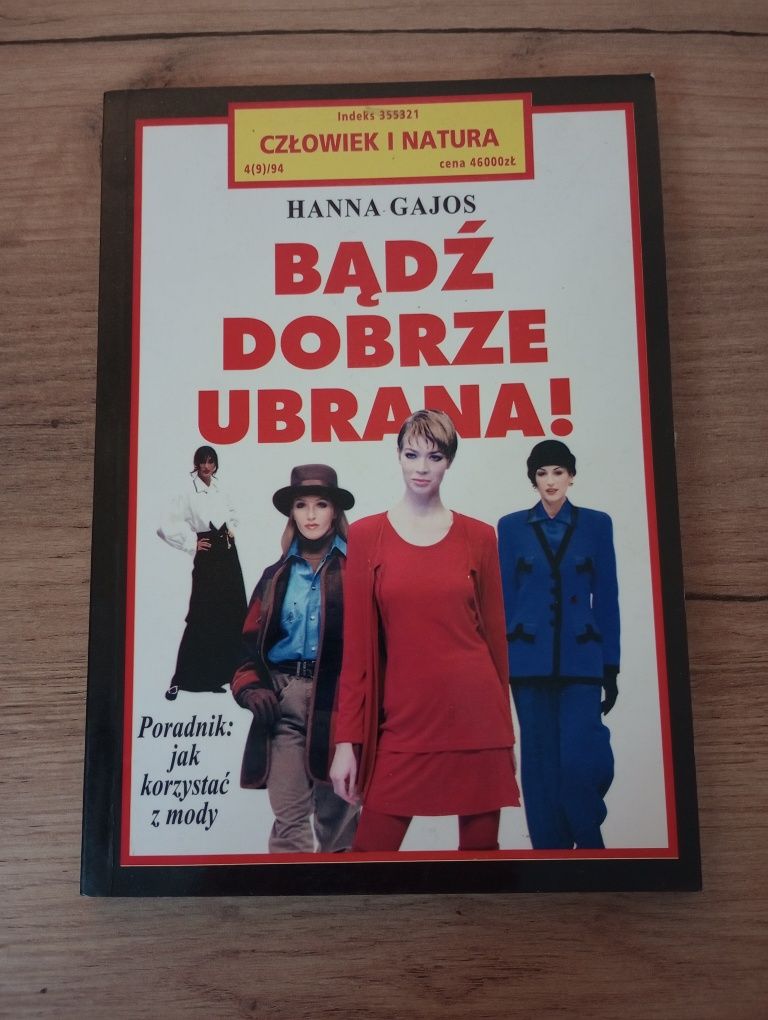 Indeks 355321
CZŁOWIEK I NATURA
4(9)/94 cena 46000zł
HANNA GAJOS
BĄDŹ
DOBRZE
UBRANA!
Poradnik:
jak
korzystać
z mody